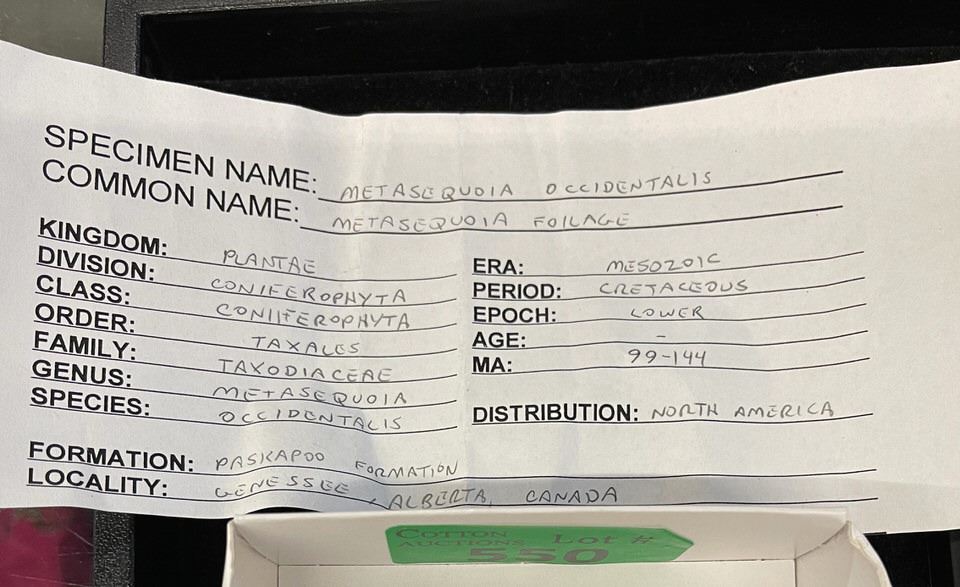 SPECIMEN NAME: METASEQUOIA OCCIDENTALIS
COMMON NAME: METASEQUOIA FOILAGE
KINGDOM: PLANTAE
DIVISION: CONIFEROPHYTA
CLASS: CONIIFEROPHYTA
ORDER: TAXALES
FAMILY: TAXODIACEAE
GENUS: METASEQUOIA
SPECIES: OCCIDENTALIS
ERA: MESOZOIC
PERIOD: CRETACEOUS
EPOCH: LOWER
AGE: -
MA: 99-144
DISTRIBUTION: NORTH AMERICA
FORMATION: PASKAPOO FORMATION
LOCALITY: GENESSEE, ALBERTA, CANADA
COTTON AUCTIONS Lot #
550